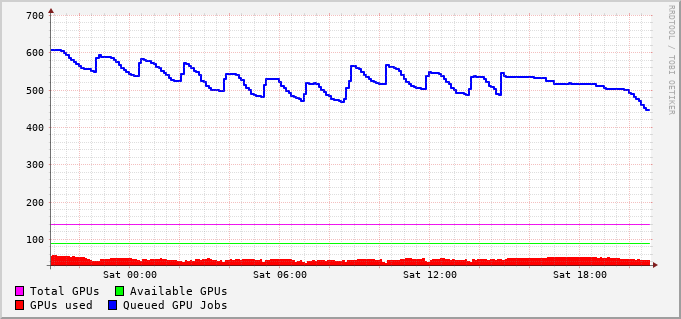 700
600
500
400
300
200
100
Sat 00:00 Sat 06:00 Sat 12:00 Sat 18:00
Total GPUs Available GPUs
GPUs used Queued GPU Jobs
RRDTOOL / TOBI OETIKER